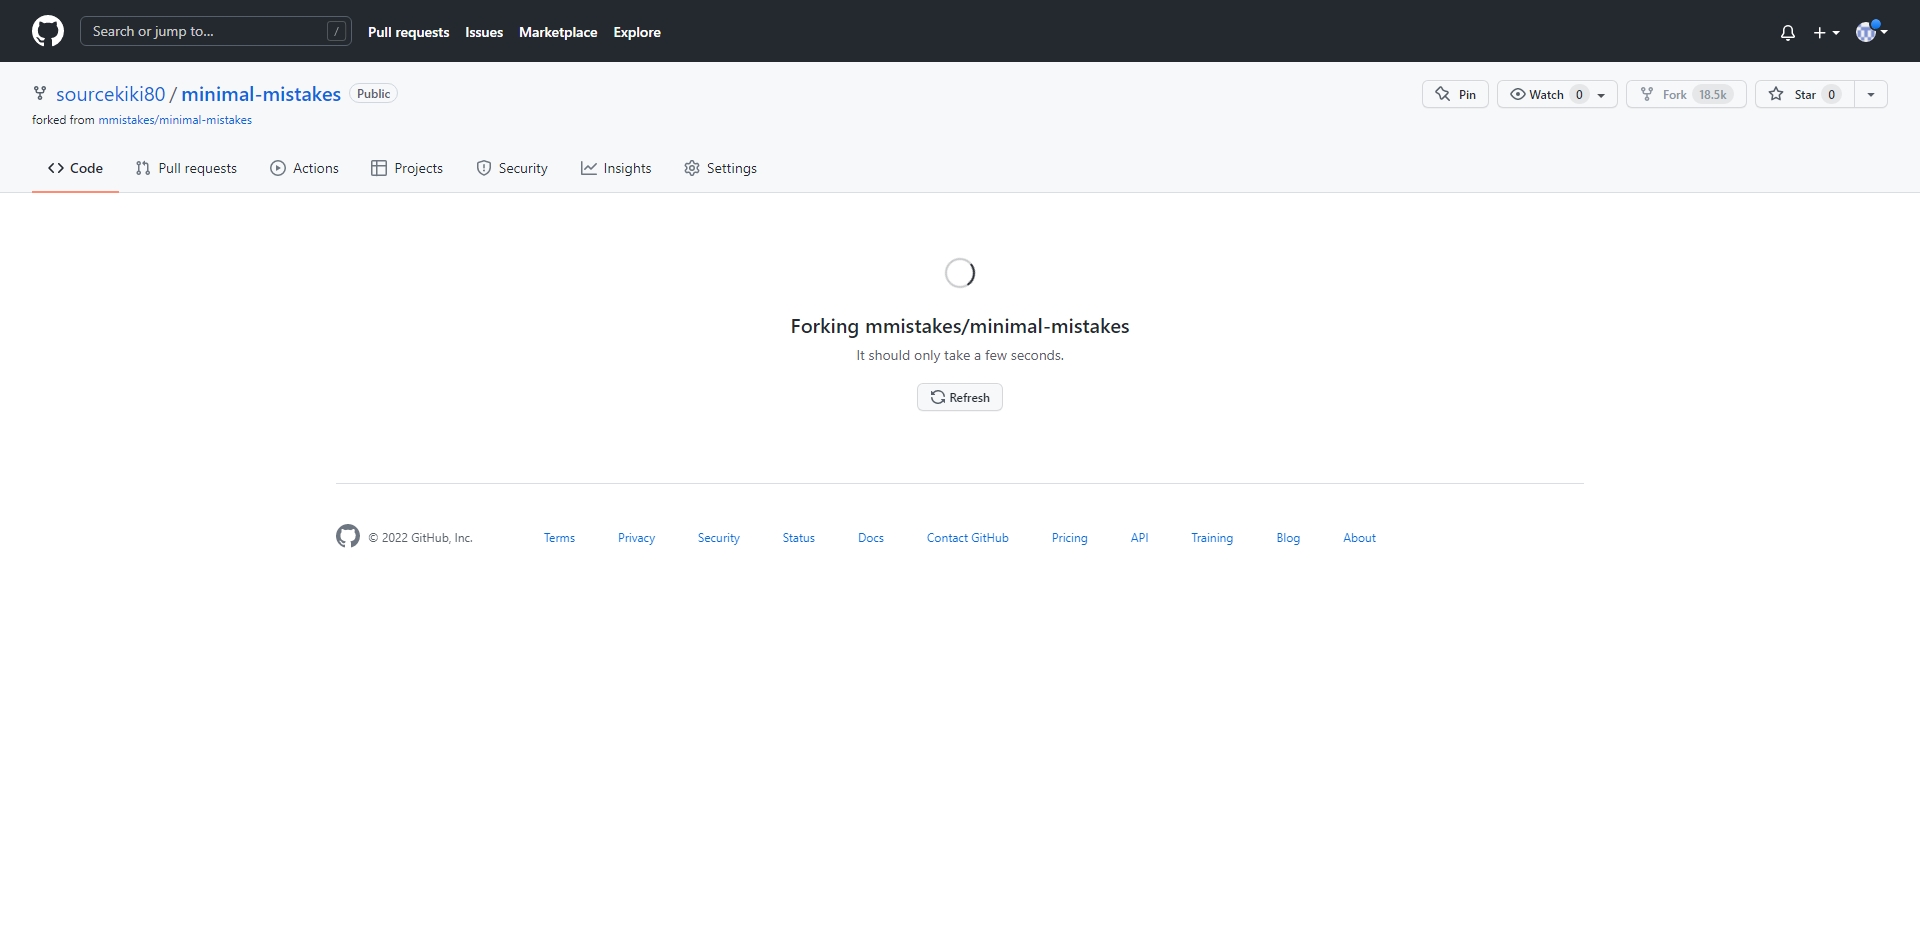 Search or jump to... /
Pull requests Issues Marketplace Explore
sourcekiki80 / minimal-mistakes Public
Pin Watch 0 Fork 18.5k Star 0
forked from mmistakes/minimal-mistakes
Code Pull requests Actions Projects Security Insights Settings
Forking mmistakes/minimal-mistakes
It should only take a few seconds.
Refresh
© 2022 GitHub, Inc. Terms Privacy Security Status Docs Contact GitHub Pricing API Training Blog About